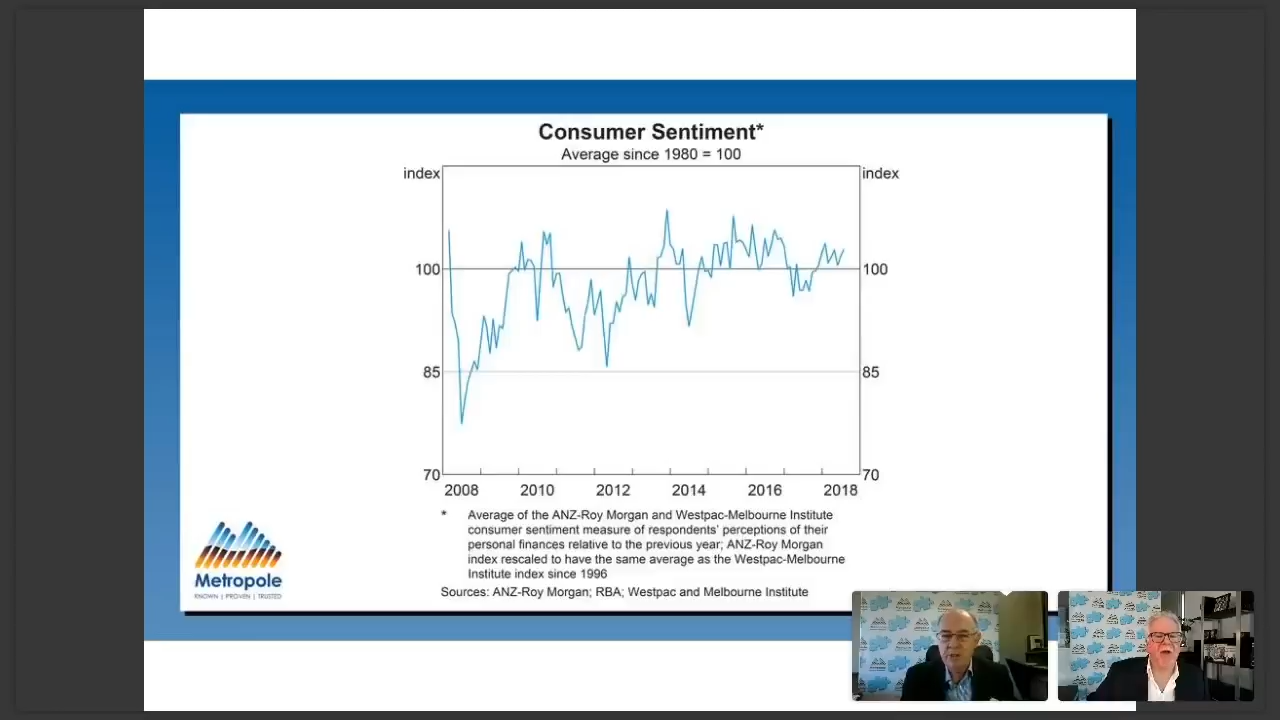 Consumer Sentiment*
Average since 1980 = 100
index
index
100
100
85
85
70
70
2008
2010
2012
2014
2016
2018
* Average of the ANZ-Roy Morgan and Westpac-Melbourne Institute
consumer sentiment measure of respondents' perceptions of their
personal finances relative to the previous year; ANZ-Roy Morgan
index rescaled to have the same average as the Westpac-Melbourne
Institute index since 1996
Sources: ANZ-Roy Morgan; RBA; Westpac and Melbourne Institute
Metropole
KNOWN | PROVEN | TRUSTED